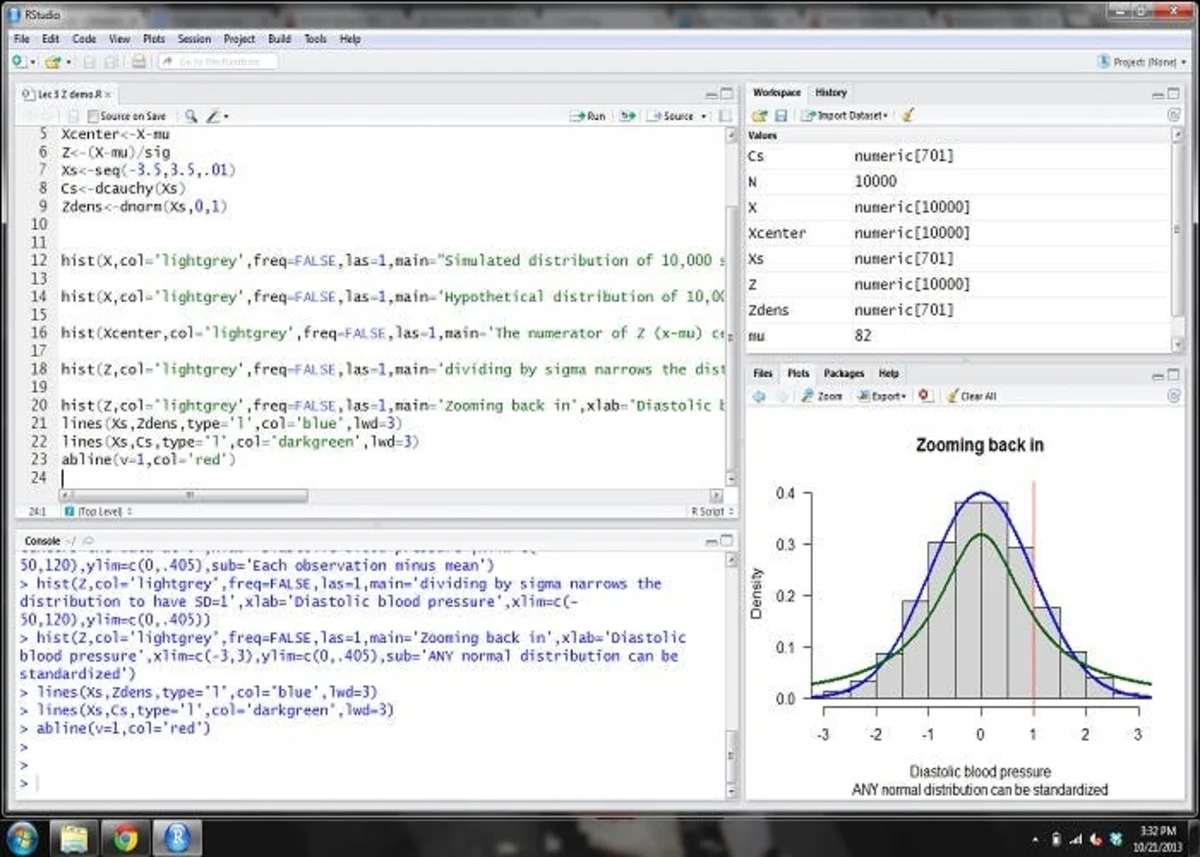 RStudio
File Edit Code View Plots Session Project Build Tools Help
Go to file/function
Project: (None)
Lec 3 Z demo.R
Source on Save Run Source
5 Xcenter<-X-mu
6 Z<-(X-mu)/sig
7 Xs<-seq(-3.5,3.5,.01)
8 Cs<-dcauchy(Xs)
9 Zdens<-dnorm(Xs,0,1)
10
11
12 hist(X,col='lightgrey',freq=FALSE,las=1,main="Simulated distribution of 10,000 s
13
14 hist(X,col='lightgrey',freq=FALSE,las=1,main='Hypothetical distribution of 10,00
15
16 hist(Xcenter,col='lightgrey',freq=FALSE,las=1,main='The numerator of Z (x-mu) ce
17
18 hist(Z,col='lightgrey',freq=FALSE,las=1,main='dividing by sigma narrows the dist
19
20 hist(Z,col='lightgrey',freq=FALSE,las=1,main='Zooming back in',xlab='Diastolic b
21 lines(Xs,Zdens,type='l',col='blue',lwd=3)
22 lines(Xs,Cs,type='l',col='darkgreen',lwd=3)
23 abline(v=1,col='red')
24
24:1 (Top Level) R Script
Console ~/
50,120),ylim=c(0,.405),sub='Each observation minus mean')
> hist(Z,col='lightgrey',freq=FALSE,las=1,main='dividing by sigma narrows the
distribution to have SD=1',xlab='Diastolic blood pressure',xlim=c(-
50,120),ylim=c(0,.405))
> hist(Z,col='lightgrey',freq=FALSE,las=1,main='Zooming back in',xlab='Diastolic
blood pressure',xlim=c(-3,3),ylim=c(0,.405),sub='ANY normal distribution can be
standardized')
> lines(Xs,Zdens,type='l',col='blue',lwd=3)
> lines(Xs,Cs,type='l',col='darkgreen',lwd=3)
> abline(v=1,col='red')
>
>
>
Workspace History
Import Dataset
Values
Cs numeric[701]
N 10000
X numeric[10000]
Xcenter numeric[10000]
Xs numeric[701]
Z numeric[10000]
Zdens numeric[701]
mu 82
Files Plots Packages Help
Zoom Export Clear All
Zooming back in
Density
0.4
0.3
0.2
0.1
0.0
-3 -2 -1 0 1 2 3
Diastolic blood pressure
ANY normal distribution can be standardized
3:32 PM
10/21/2013